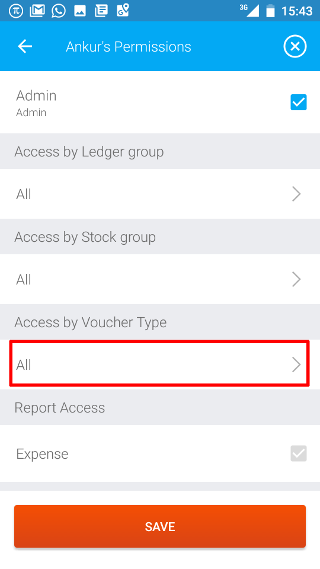 3G 15:43
Ankur's Permissions
Admin
Admin
Access by Ledger group
All
Access by Stock group
All
Access by Voucher Type
All
Report Access
Expense
SAVE